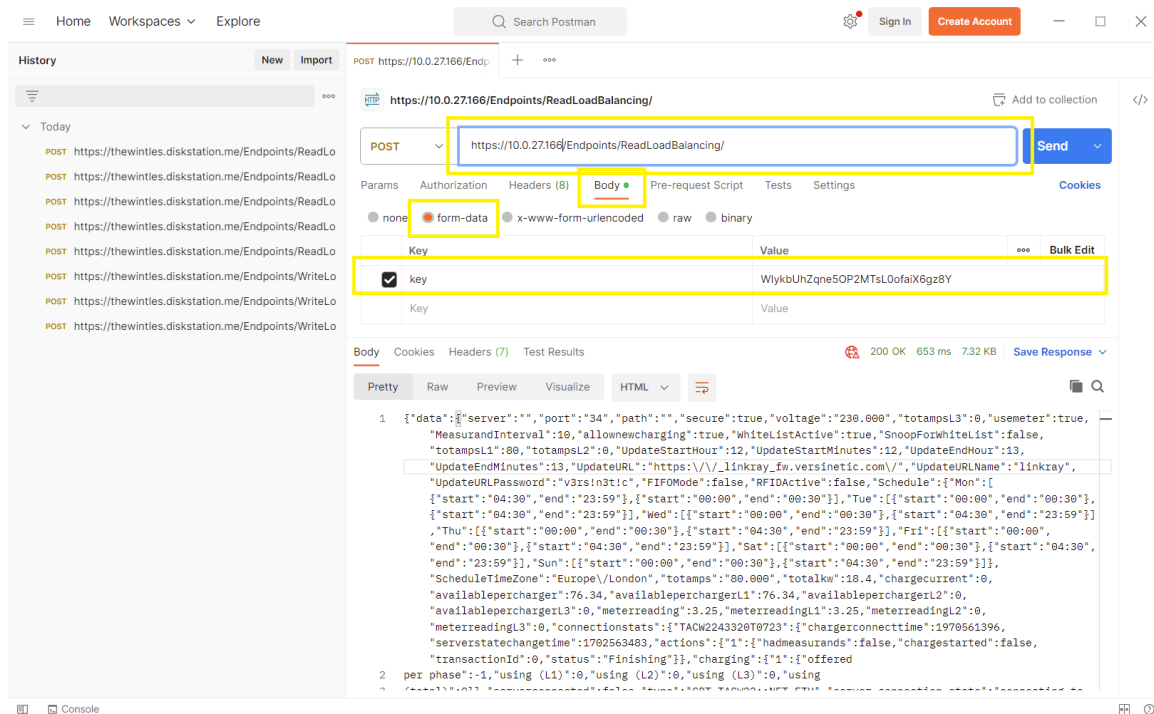 Home Workspaces Explore Search Postman Sign In Create Account
History New Import
POST https://10.0.27.166/Endp
Today
POST https://thewintles.diskstation.me/Endpoints/ReadLo
POST https://thewintles.diskstation.me/Endpoints/ReadLo
POST https://thewintles.diskstation.me/Endpoints/ReadLo
POST https://thewintles.diskstation.me/Endpoints/ReadLo
POST https://thewintles.diskstation.me/Endpoints/ReadLo
POST https://thewintles.diskstation.me/Endpoints/WriteLo
POST https://thewintles.diskstation.me/Endpoints/WriteLo
POST https://thewintles.diskstation.me/Endpoints/WriteLo
HTTP https://10.0.27.166/Endpoints/ReadLoadBalancing/ Add to collection
POST https://10.0.27.166/Endpoints/ReadLoadBalancing/ Send
Params Authorization Headers (8) Body Pre-request Script Tests Settings Cookies
none form-data x-www-form-urlencoded raw binary
Key Value Bulk Edit
key WIykbUhZqne5OP2MTsL0ofaiX6gz8Y
Key Value
Body Cookies Headers (7) Test Results 200 OK 653 ms 7.32 KB Save Response
Pretty Raw Preview Visualize HTML
1 {"data":{"server":"","port":"34","path":"","secure":true,"voltage":"230.000","totampsL3":0,"usemeter":true,
"MeasurandInterval":10,"allownewcharging":true,"WhiteListActive":true,"SnoopForWhiteList":false,
"totampsL1":80,"totampsL2":0,"UpdateStartHour":12,"UpdateStartMinutes":12,"UpdateEndHour":13,
"UpdateEndMinutes":13,"UpdateURL":"https:\/\/_linkray_fw.versinetic.com\/","UpdateURLName":"linkray",
"UpdateURLPassword":"v3rs!n3t!c","FIFOMode":false,"RFIDActive":false,"Schedule":{"Mon":[
{"start":"04:30","end":"23:59"},{"start":"00:00","end":"00:30"}],"Tue":[{"start":"00:00","end":"00:30"},
{"start":"04:30","end":"23:59"}],"Wed":[{"start":"00:00","end":"00:30"},{"start":"04:30","end":"23:59"}]
,"Thu":[{"start":"00:00","end":"00:30"},{"start":"04:30","end":"23:59"}],"Fri":[{"start":"00:00",
"end":"00:30"},{"start":"04:30","end":"23:59"}],"Sat":[{"start":"00:00","end":"00:30"},{"start":"04:30",
"end":"23:59"}],"Sun":[{"start":"00:00","end":"00:30"},{"start":"04:30","end":"23:59"}]},
"ScheduleTimeZone":"Europe\/London","totamps":"80.000","totalkw":18.4,"chargecurrent":0,
"availablepercharger":76.34,"availableperchargerL1":76.34,"availableperchargerL2":0,
"availableperchargerL3":0,"meterreading":3.25,"meterreadingL1":3.25,"meterreadingL2":0,
"meterreadingL3":0,"connectionstats":{"TACW2243320T0723":{"chargerconnecttime":1970561396,
"serverstatechangetime":1702563483,"actions":{"1":{"hadmeasurands":false,"chargestarted":false,
"transactionId":0,"status":"Finishing"}},"charging":{"1":{"offered
2 per phase":-1,"using (L1)":0,"using (L2)":0,"using (L3)":0,"using
Console